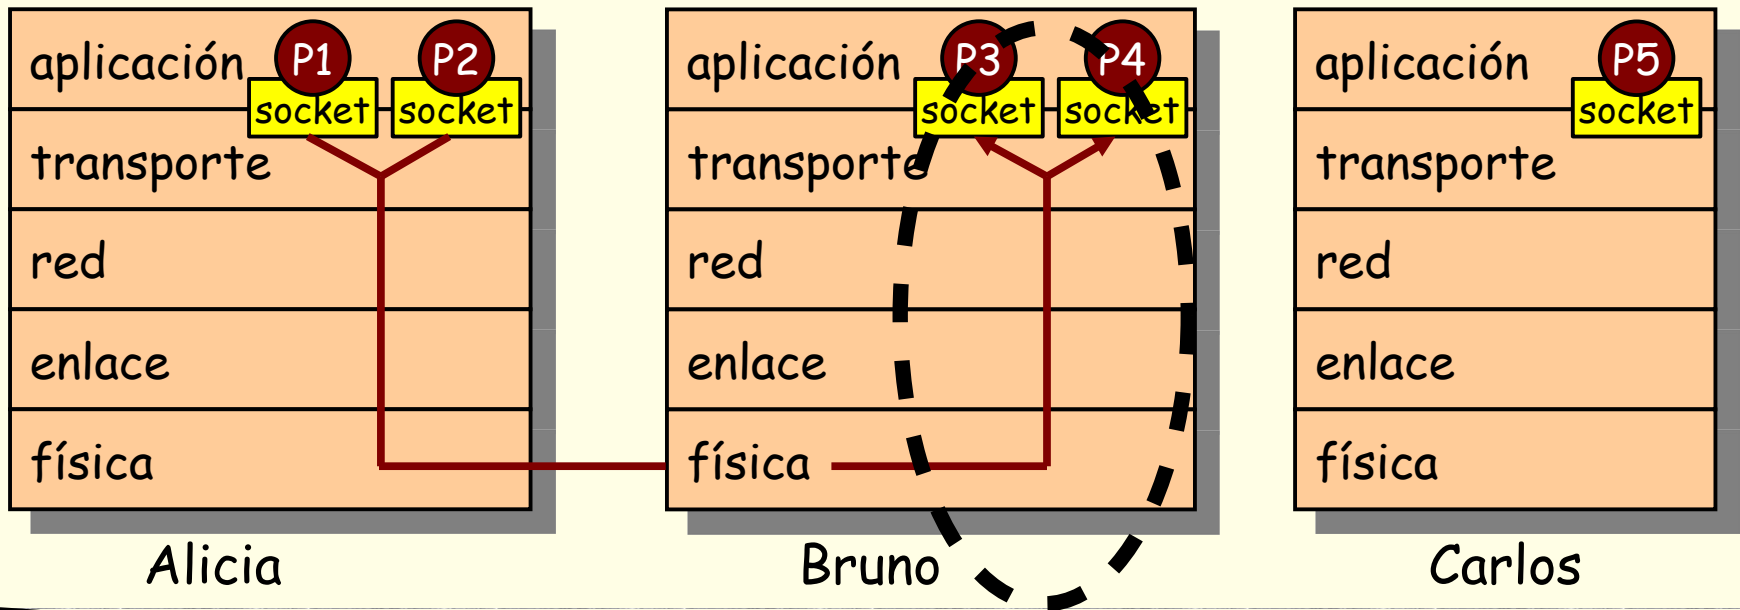 aplicación P1 P2
socket socket
transporte
red
enlace
física
Alicia
aplicación P3 P4
socket socket
transporte
red
enlace
física
Bruno
aplicación P5
socket
transporte
red
enlace
física
Carlos